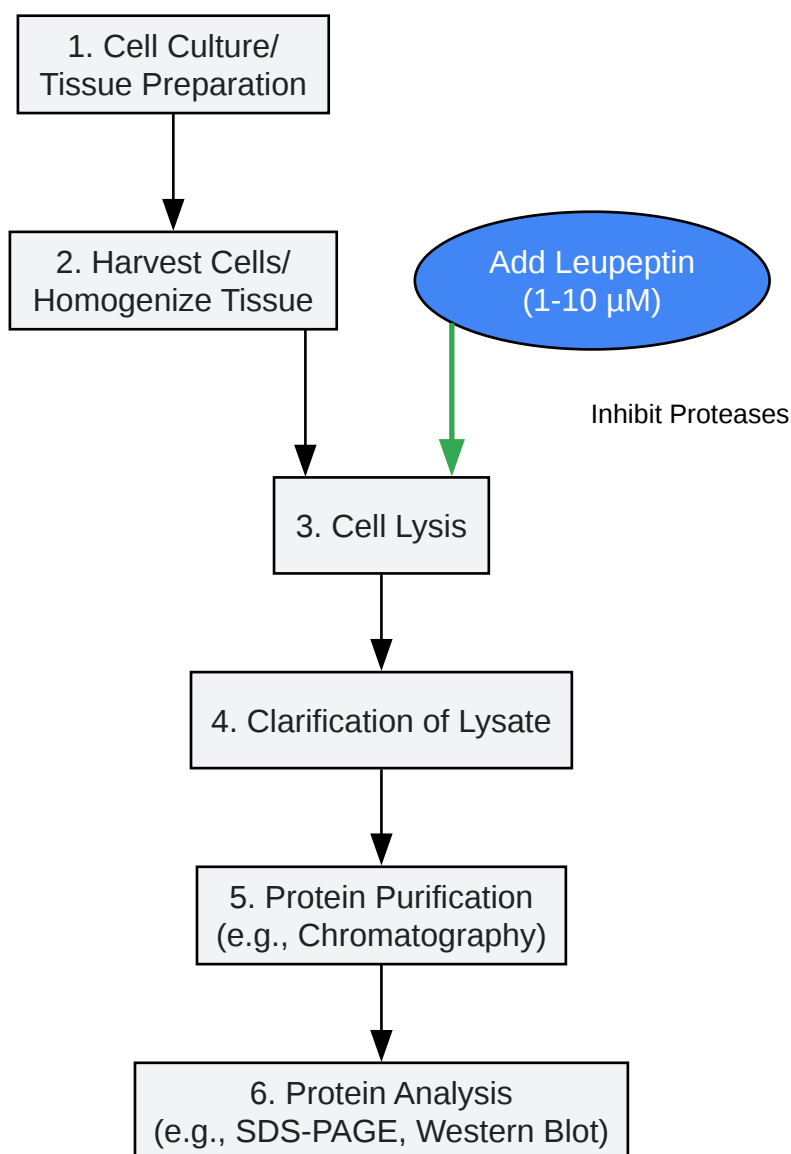 1. Cell Culture/
Tissue Preparation
2. Harvest Cells/
Homogenize Tissue
Add Leupeptin
(1-10 µM)
Inhibit Proteases
3. Cell Lysis
4. Clarification of Lysate
5. Protein Purification
(e.g., Chromatography)
6. Protein Analysis
(e.g., SDS-PAGE, Western Blot)